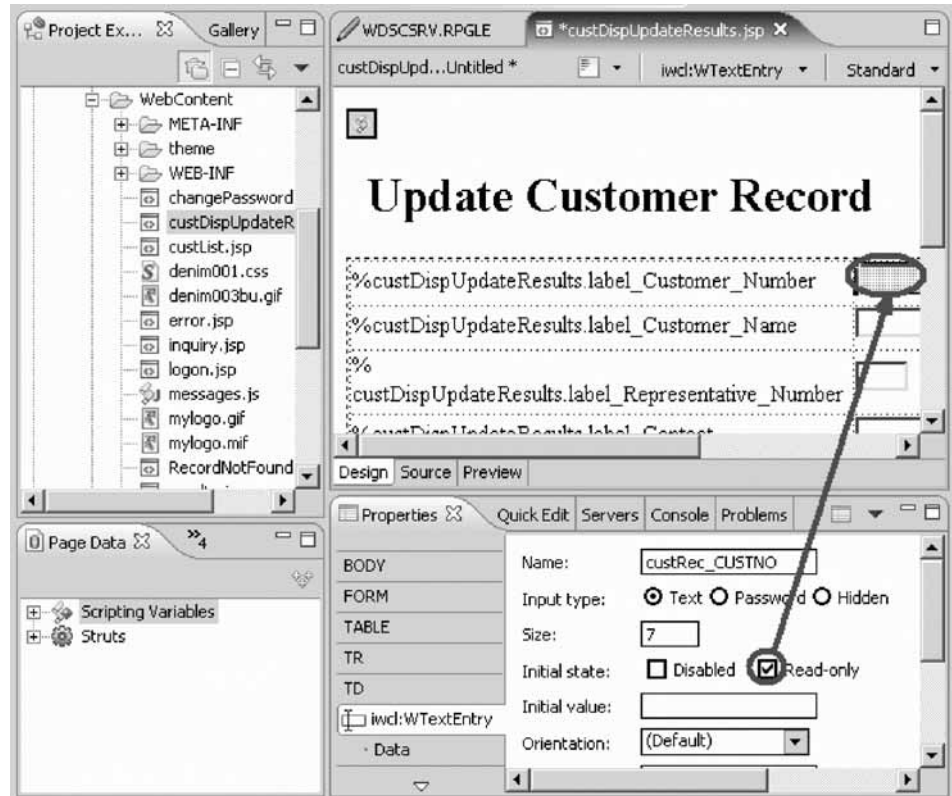 Project Ex...
Gallery
WebContent
META-INF
theme
WEB-INF
changePassword
custDispUpdateR
custList.jsp
denim001.css
denim003bu.gif
error.jsp
inquiry.jsp
logon.jsp
messages.js
mylogo.gif
mylogo.mif
RecordNotFound
Page Data
»4
Scripting Variables
Struts
WDSCSRV.RPGLE
*custDispUpdateResults.jsp
custDispUpd...Untitled *
iwcl:WTextEntry
Standard
Update Customer Record
%custDispUpdateResults.label_Customer_Number
%custDispUpdateResults.label_Customer_Name
%
custDispUpdateResults.label_Representative_Number
%custDispUpdateResults.label_Contact
Design Source Preview
Properties Quick Edit Servers Console Problems
BODY
FORM
TABLE
TR
TD
iwcl:WTextEntry
Data
Name: custRec_CUSTNO
Input type: Text Password Hidden
Size: 7
Initial state: Disabled Read-only
Initial value:
Orientation: (Default)